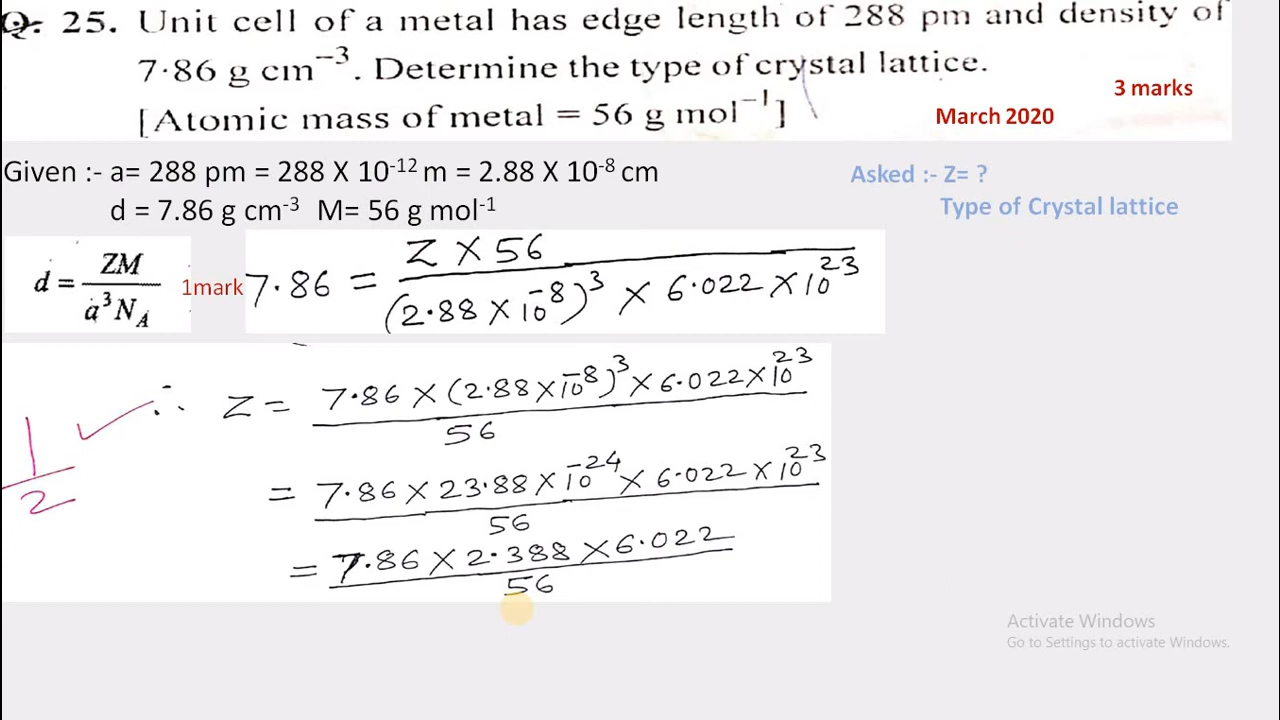 Q. 25. Unit cell of a metal has edge length of 288 pm and density of
7·86 g cm⁻³. Determine the type of crystal lattice.
[Atomic mass of metal = 56 g mol⁻¹]
3 marks
March 2020
Given :- a= 288 pm = 288 X 10⁻¹² m = 2.88 X 10⁻⁸ cm
Asked :- Z= ?
d = 7.86 g cm⁻³ M= 56 g mol⁻¹
Type of Crystal lattice
d = ZM / a³ N_A
1mark
7.86 = Z X 56 / (2.88 X 10⁻⁸)³ X 6.022 X 10²³
∴ Z = 7.86 X (2.88 X 10⁻⁸)³ X 6.022 X 10²³ / 56
1/2
= 7.86 X 23.88 X 10⁻²⁴ X 6.022 X 10²³ / 56
= 7.86 X 2.388 X 6.022 / 56
Activate Windows
Go to Settings to activate Windows.